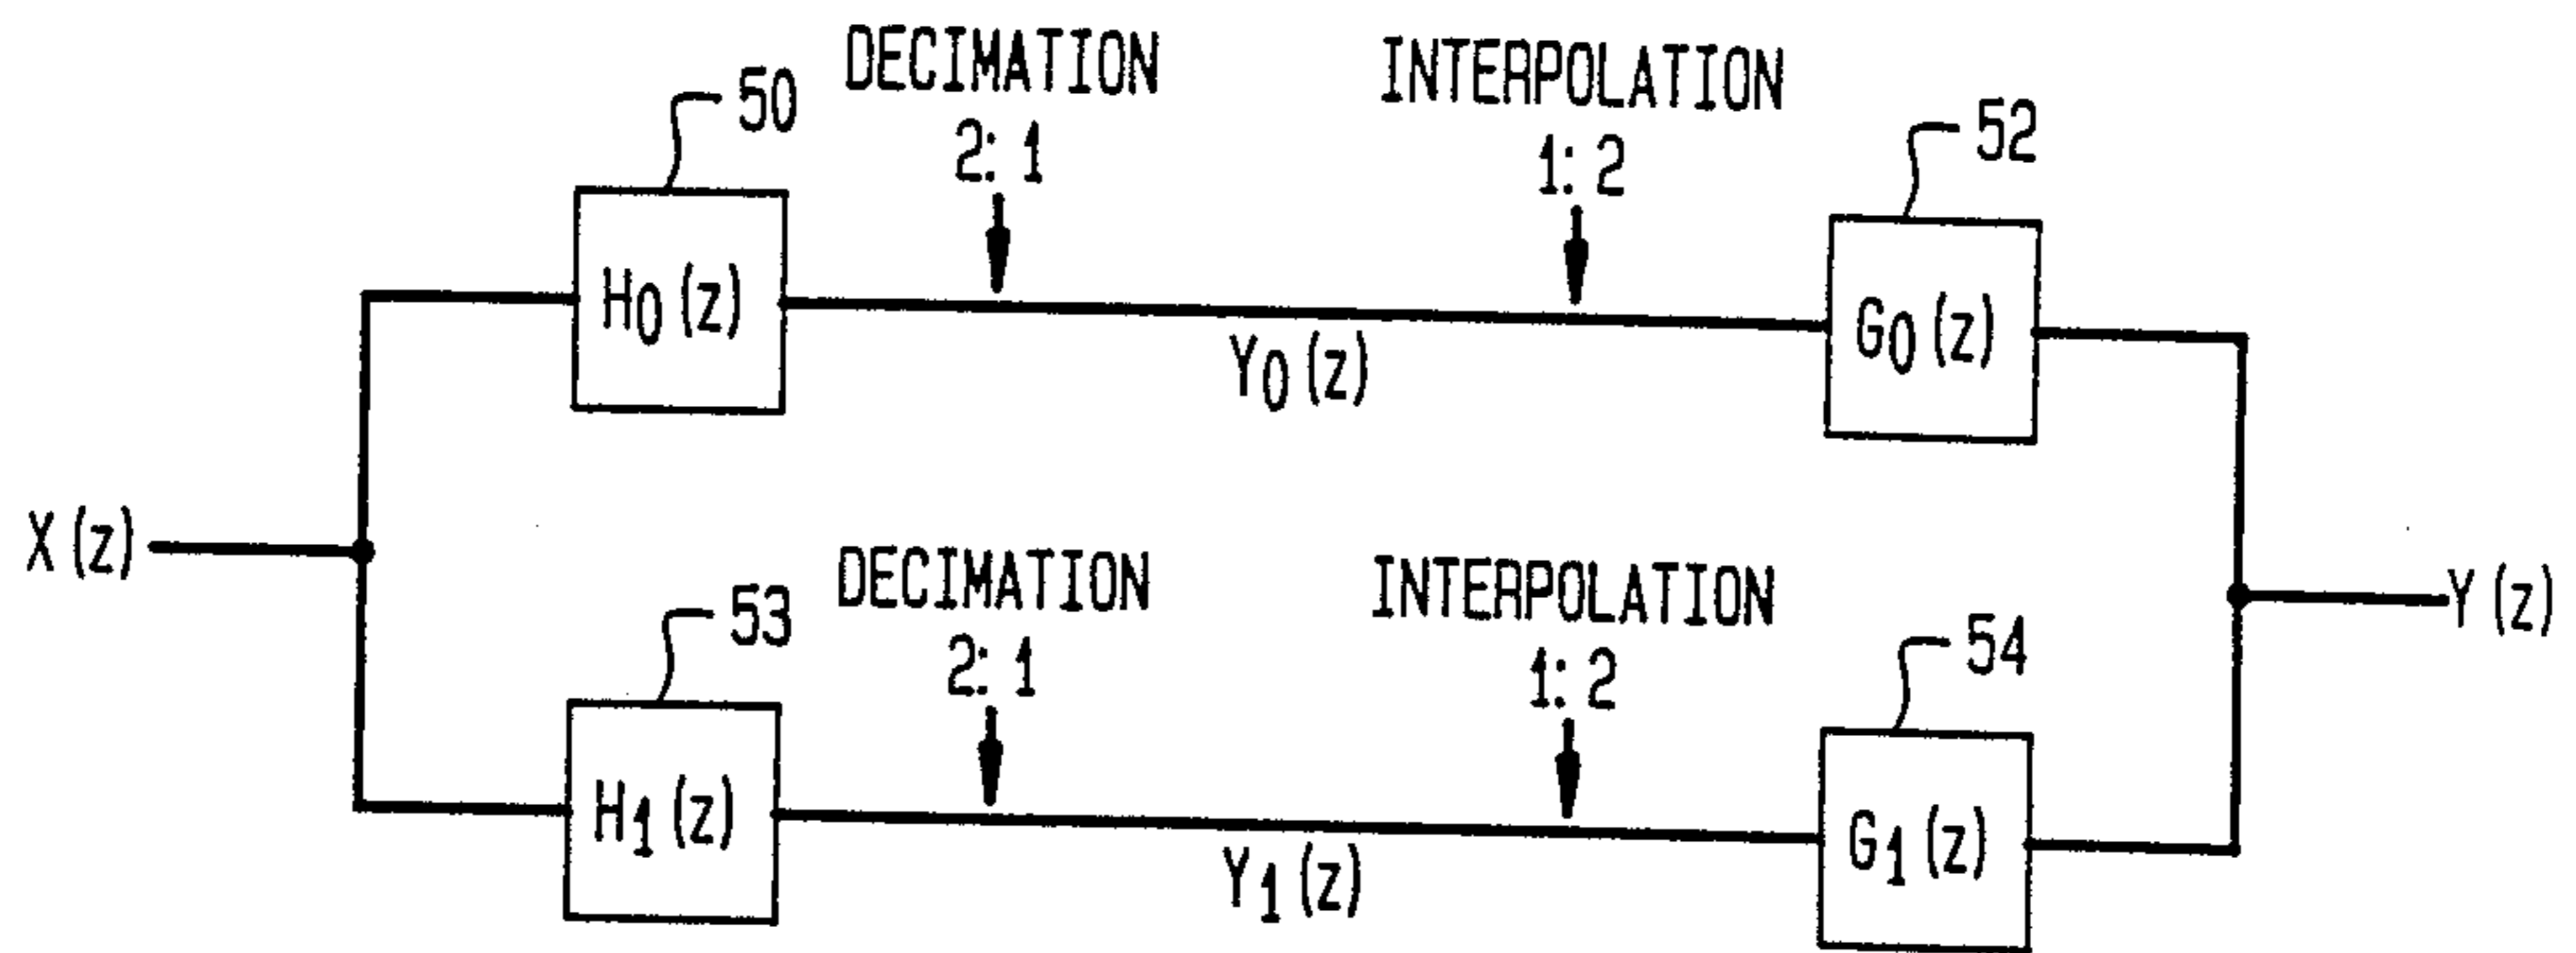 DECIMATION
2:1
INTERPOLATION
1:2
50
52
H0(z)
G0(z)
Y0(z)
X(z)
Y(z)
DECIMATION
2:1
INTERPOLATION
1:2
53
54
H1(z)
G1(z)
Y1(z)